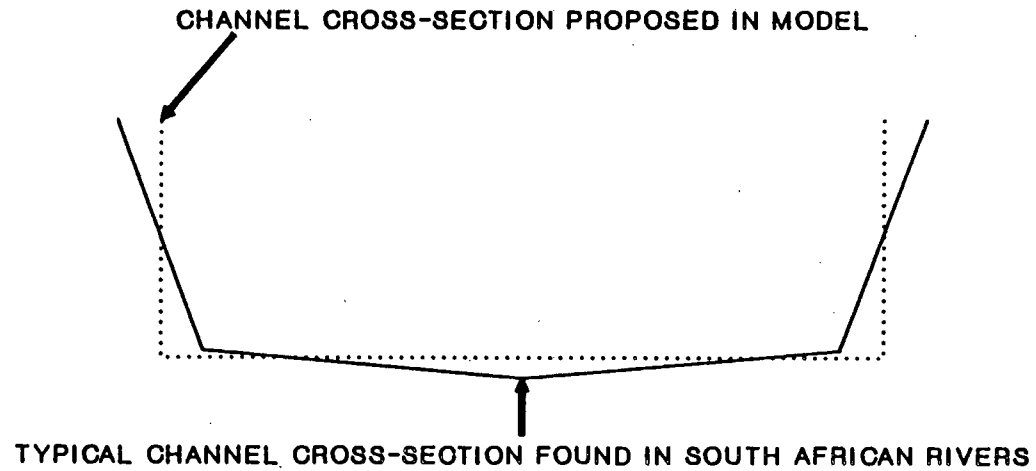 CHANNEL CROSS-SECTION PROPOSED IN MODEL
TYPICAL CHANNEL CROSS-SECTION FOUND IN SOUTH AFRICAN RIVERS